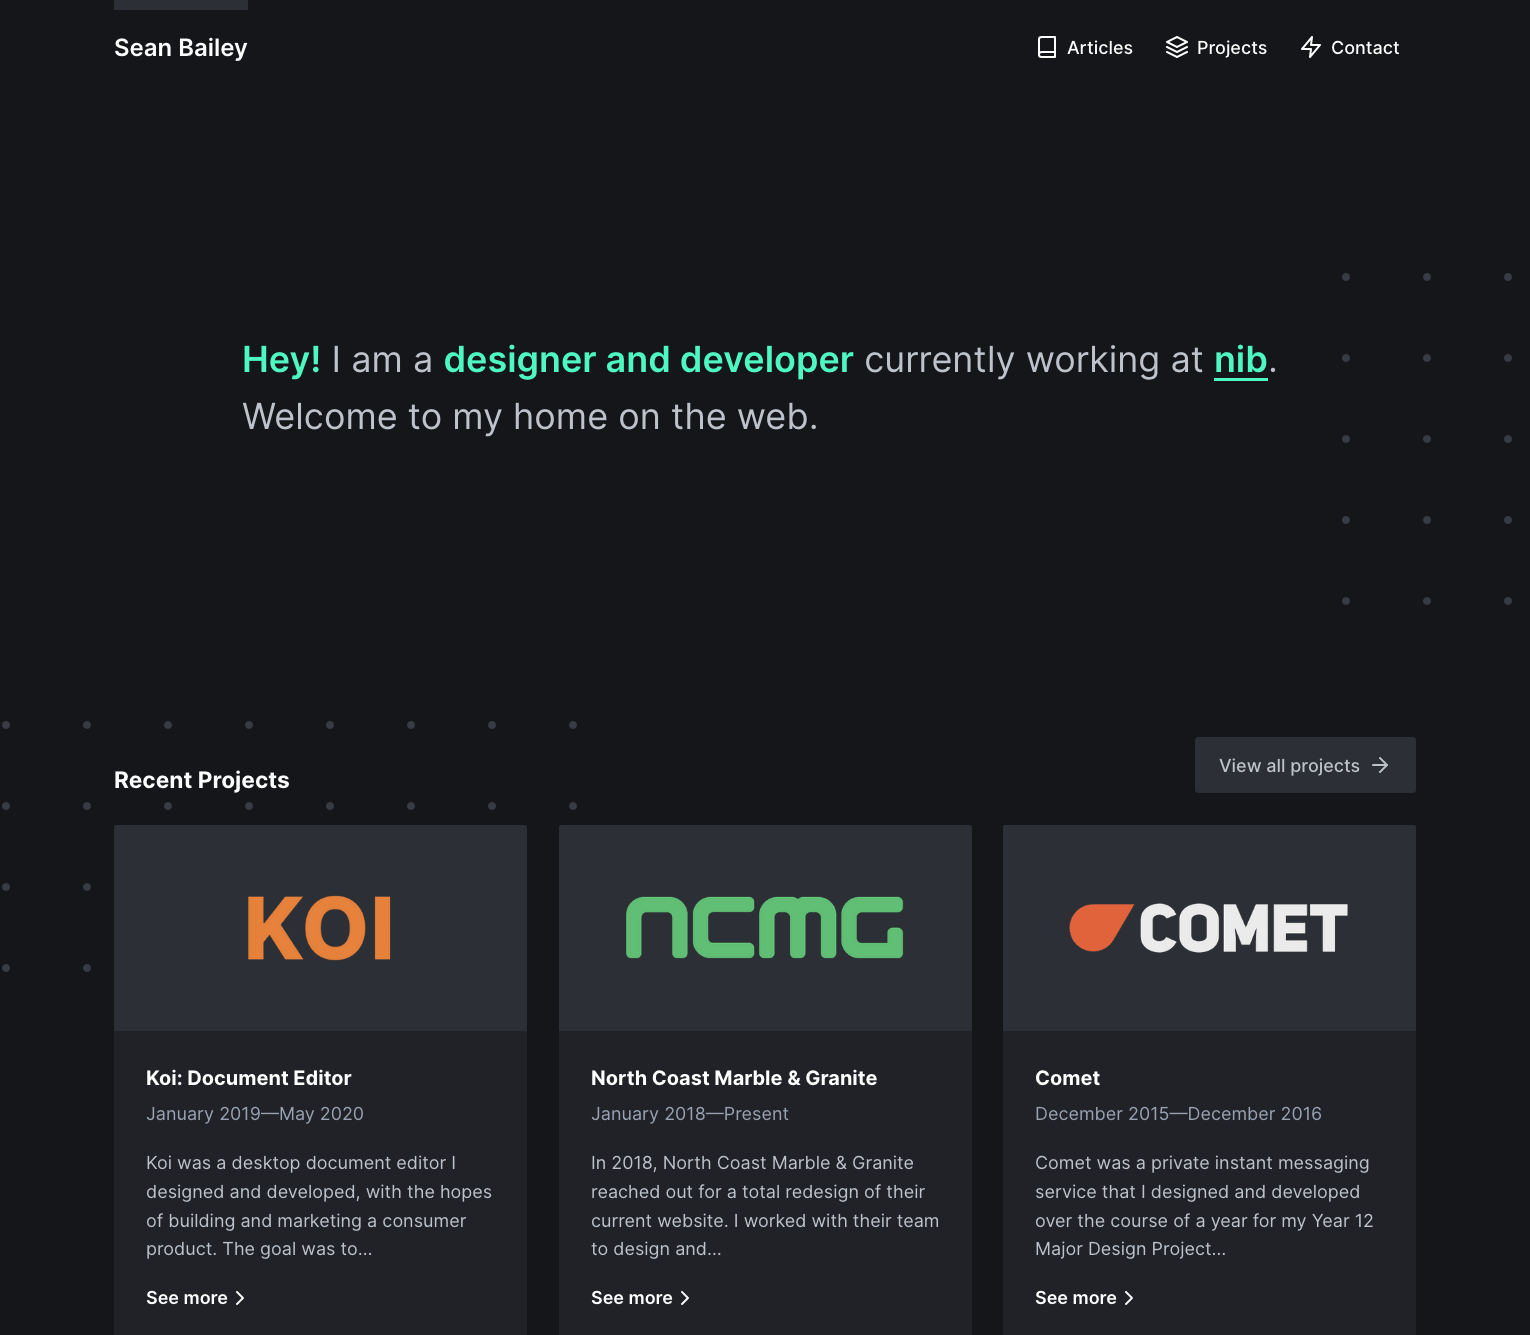 Sean Bailey
Articles
Projects
Contact
Hey! I am a designer and developer currently working at nib.
Welcome to my home on the web.
Recent Projects
View all projects
KOI
Koi: Document Editor
January 2019—May 2020
Koi was a desktop document editor I
designed and developed, with the hopes
of building and marketing a consumer
product. The goal was to...
See more
ncmG
North Coast Marble & Granite
January 2018—Present
In 2018, North Coast Marble & Granite
reached out for a total redesign of their
current website. I worked with their team
to design and...
See more
COMET
Comet
December 2015—December 2016
Comet was a private instant messaging
service that I designed and developed
over the course of a year for my Year 12
Major Design Project...
See more